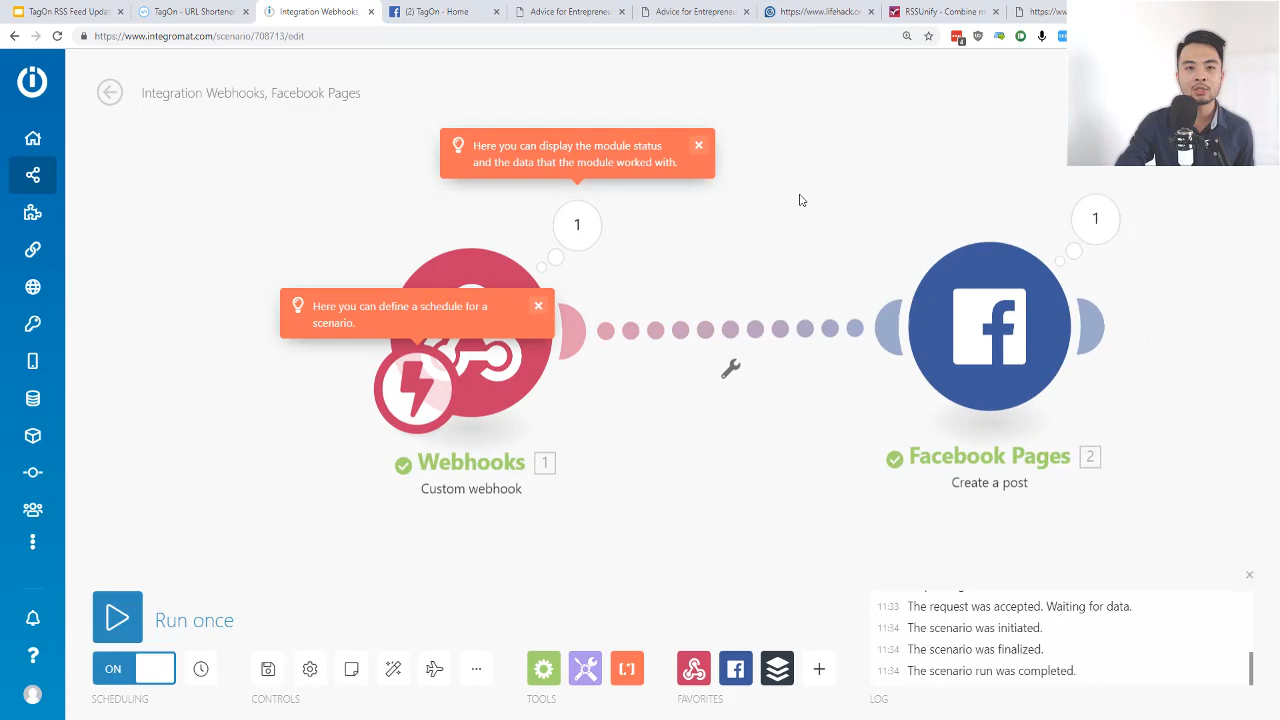 TagOn RSS Feed Updat
TagOn - URL Shortene
Integration Webhooks,
(2) TagOn - Home
Advice for Entrepreneu
Advice for Entrepreneu
https://www.lifehack.o
RSSUnify - Combine m
https://ww
https://www.integromat.com/scenario/708713/edit
Integration Webhooks, Facebook Pages
Here you can display the module status
and the data that the module worked with.
1
1
Here you can define a schedule for a
scenario.
Webhooks 1
Custom webhook
Facebook Pages 2
Create a post
Run once
11:33 The request was accepted. Waiting for data.
11:34 The scenario was initiated.
11:34 The scenario was finalized.
11:34 The scenario run was completed.
ON
SCHEDULING
CONTROLS
TOOLS
FAVORITES
LOG